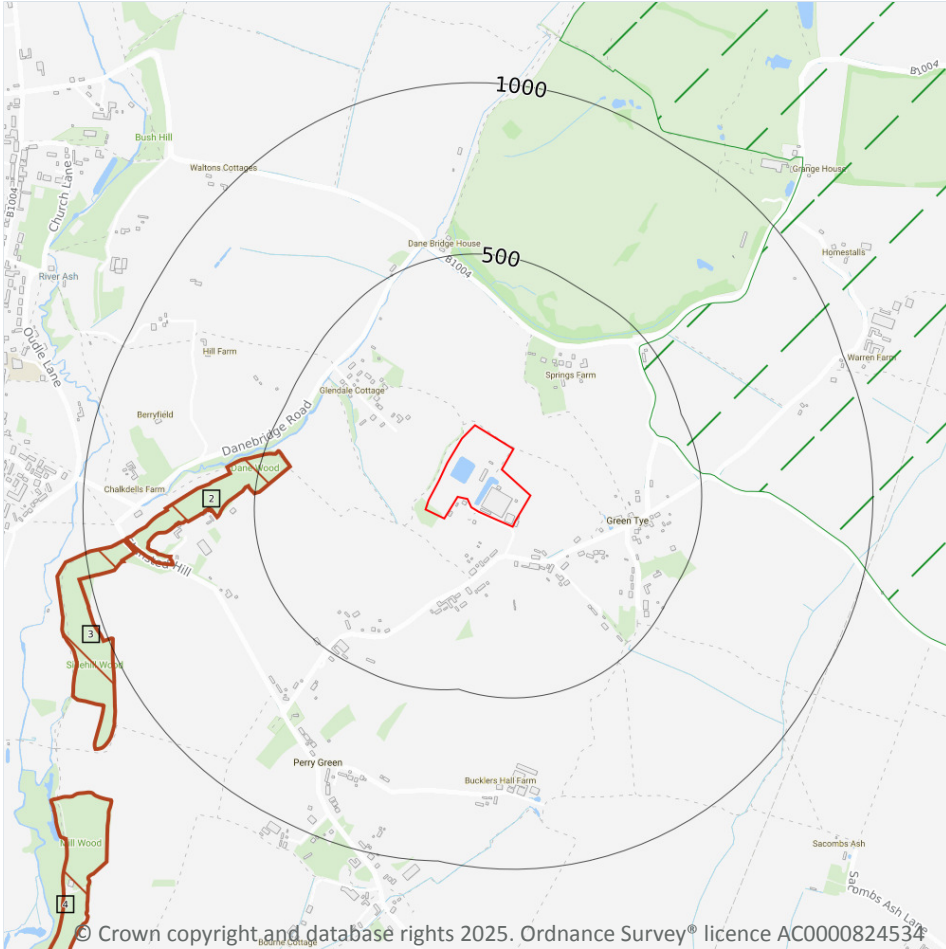 1000
B1004
Bush Hill
Waltons Cottages
Grange House
Church Lane
B1004
Dane Bridge House
500
B1004
Homestalls
River Ash
Oudle Lane
Hill Farm
Warren Farm
Springs Farm
Glendale Cottage
Berryfield
Danebridge Road
Dane Wood
Chalkdells Farm
2
Green Tye
Hill
3
Sidehill Wood
Perry Green
Bucklers Hall Farm
Mill Wood
Sacombs Ash
Sacombs Ash Lane
4
Bourne Cottage
© Crown copyright and database rights 2025. Ordnance Survey® licence AC0000824534